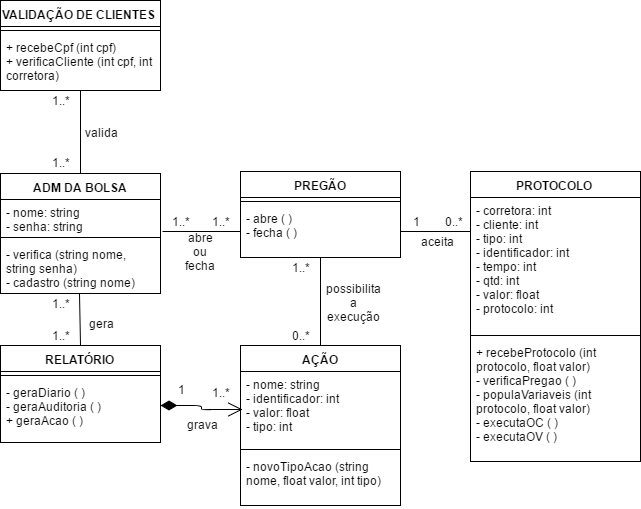 VALIDAÇÃO DE CLIENTES
+ recebeCpf (int cpf)
+ verificaCliente (int cpf, int
corretora)
1..*
valida
1..*
ADM DA BOLSA
- nome: string
- senha: string
- verifica (string nome,
string senha)
- cadastro (string nome)
1..*
1..*
abre
ou
fecha
PREGÃO
- abre ( )
- fecha ( )
1
0..*
aceita
PROTOCOLO
- corretora: int
- cliente: int
- tipo: int
- identificador: int
- tempo: int
- qtd: int
- valor: float
- protocolo: int
+ recebeProtocolo (int
protocolo, float valor)
- verificaPregao ( )
- populaVariaveis (int
protocolo, float valor)
- executaOC ( )
- executaOV ( )
1..*
gera
1..*
1..*
possibilita
a
execução
0..*
RELATÓRIO
- geraDiario ( )
- geraAuditoria ( )
+ geraAcao ( )
1
1..*
grava
AÇÃO
- nome: string
- identificador: int
- valor: float
- tipo: int
- novoTipoAcao (string
nome, float valor, int tipo)